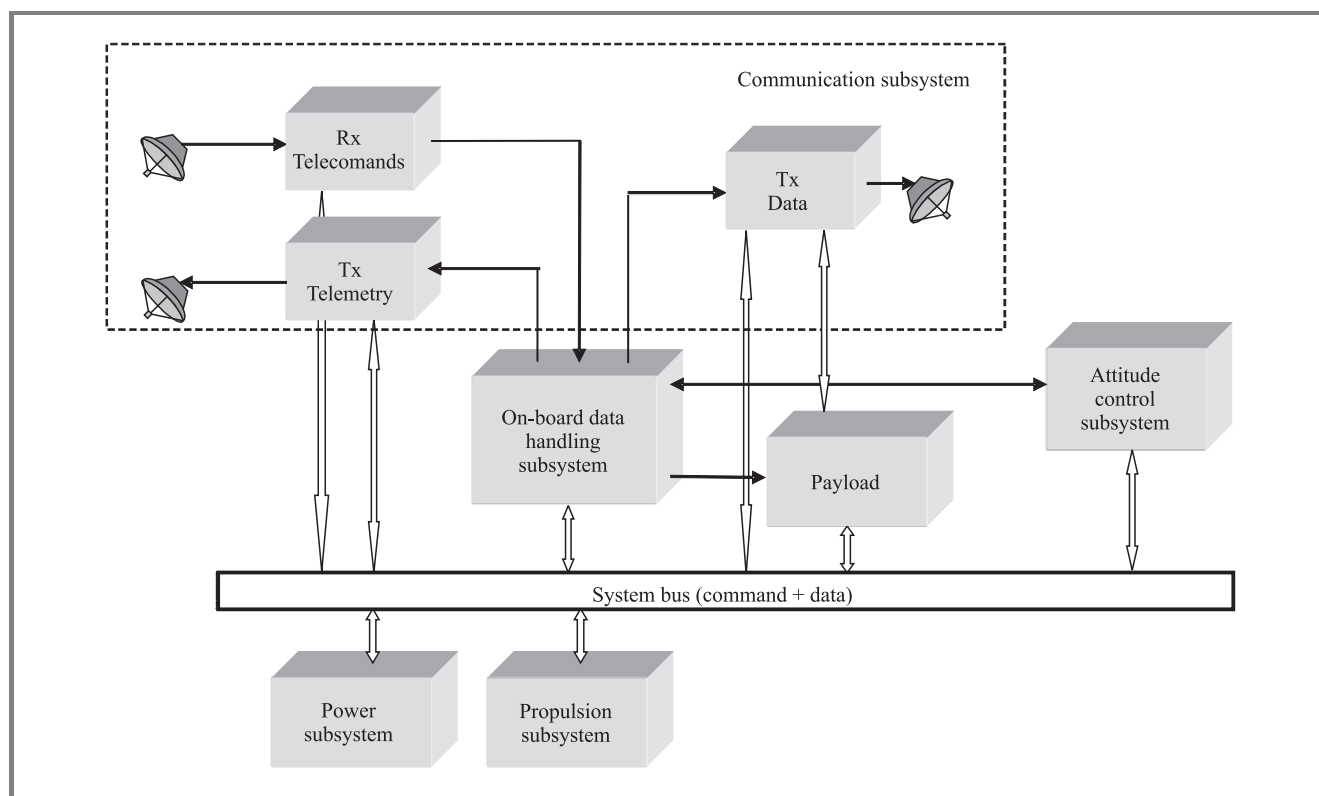 Communication subsystem
Rx
Telecomands
Tx
Data
Tx
Telemetry
Attitude
control
subsystem
On-board data
handling
subsystem
Payload
System bus (command + data)
Power
subsystem
Propulsion
subsystem